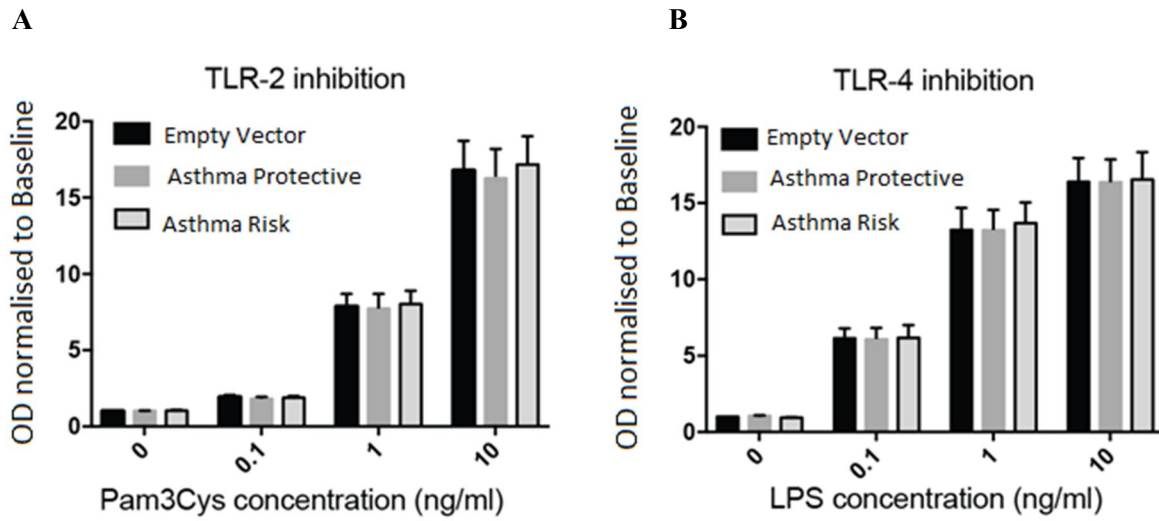 A
TLR-2 inhibition
OD normalised to Baseline
20
15
10
5
0
Empty Vector
Asthma Protective
Asthma Risk
0
0.1
1
10
Pam3Cys concentration (ng/ml)
B
TLR-4 inhibition
OD normalised to Baseline
20
15
10
5
0
Empty Vector
Asthma Protective
Asthma Risk
0
0.1
1
10
LPS concentration (ng/ml)